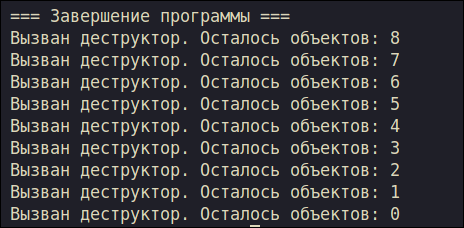 === Завершение программы ===
Вызван деструктор. Осталось объектов: 8
Вызван деструктор. Осталось объектов: 7
Вызван деструктор. Осталось объектов: 6
Вызван деструктор. Осталось объектов: 5
Вызван деструктор. Осталось объектов: 4
Вызван деструктор. Осталось объектов: 3
Вызван деструктор. Осталось объектов: 2
Вызван деструктор. Осталось объектов: 1
Вызван деструктор. Осталось объектов: 0